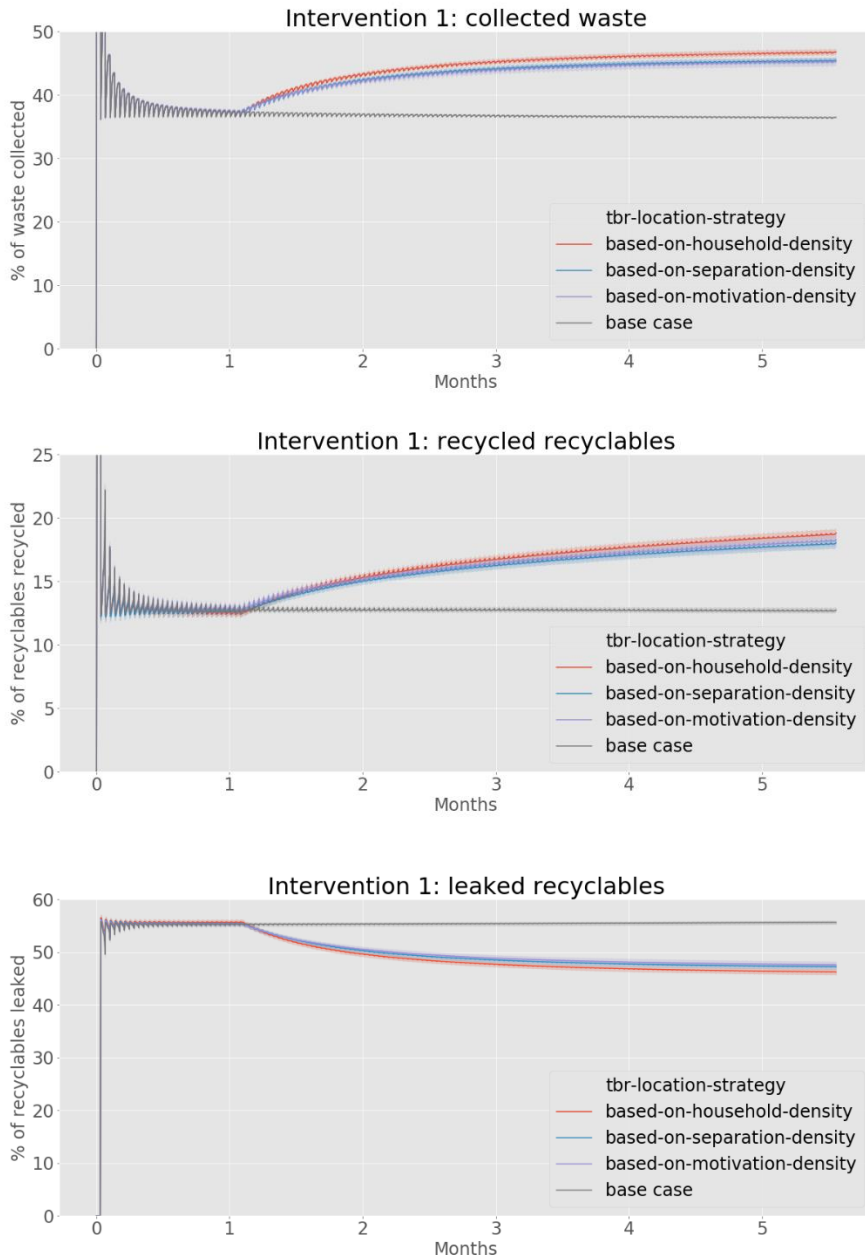 Intervention 1: collected waste
50
40
30
20
10
0
% of waste collected
tbr-location-strategy
based-on-household-density
based-on-separation-density
based-on-motivation-density
base case
0 1 2 3 4 5
Months
Intervention 1: recycled recyclables
25
20
15
10
5
0
% of recyclables recycled
tbr-location-strategy
based-on-household-density
based-on-separation-density
based-on-motivation-density
base case
0 1 2 3 4 5
Months
Intervention 1: leaked recyclables
60
50
40
30
20
10
0
% of recyclables leaked
tbr-location-strategy
based-on-household-density
based-on-separation-density
based-on-motivation-density
base case
0 1 2 3 4 5
Months